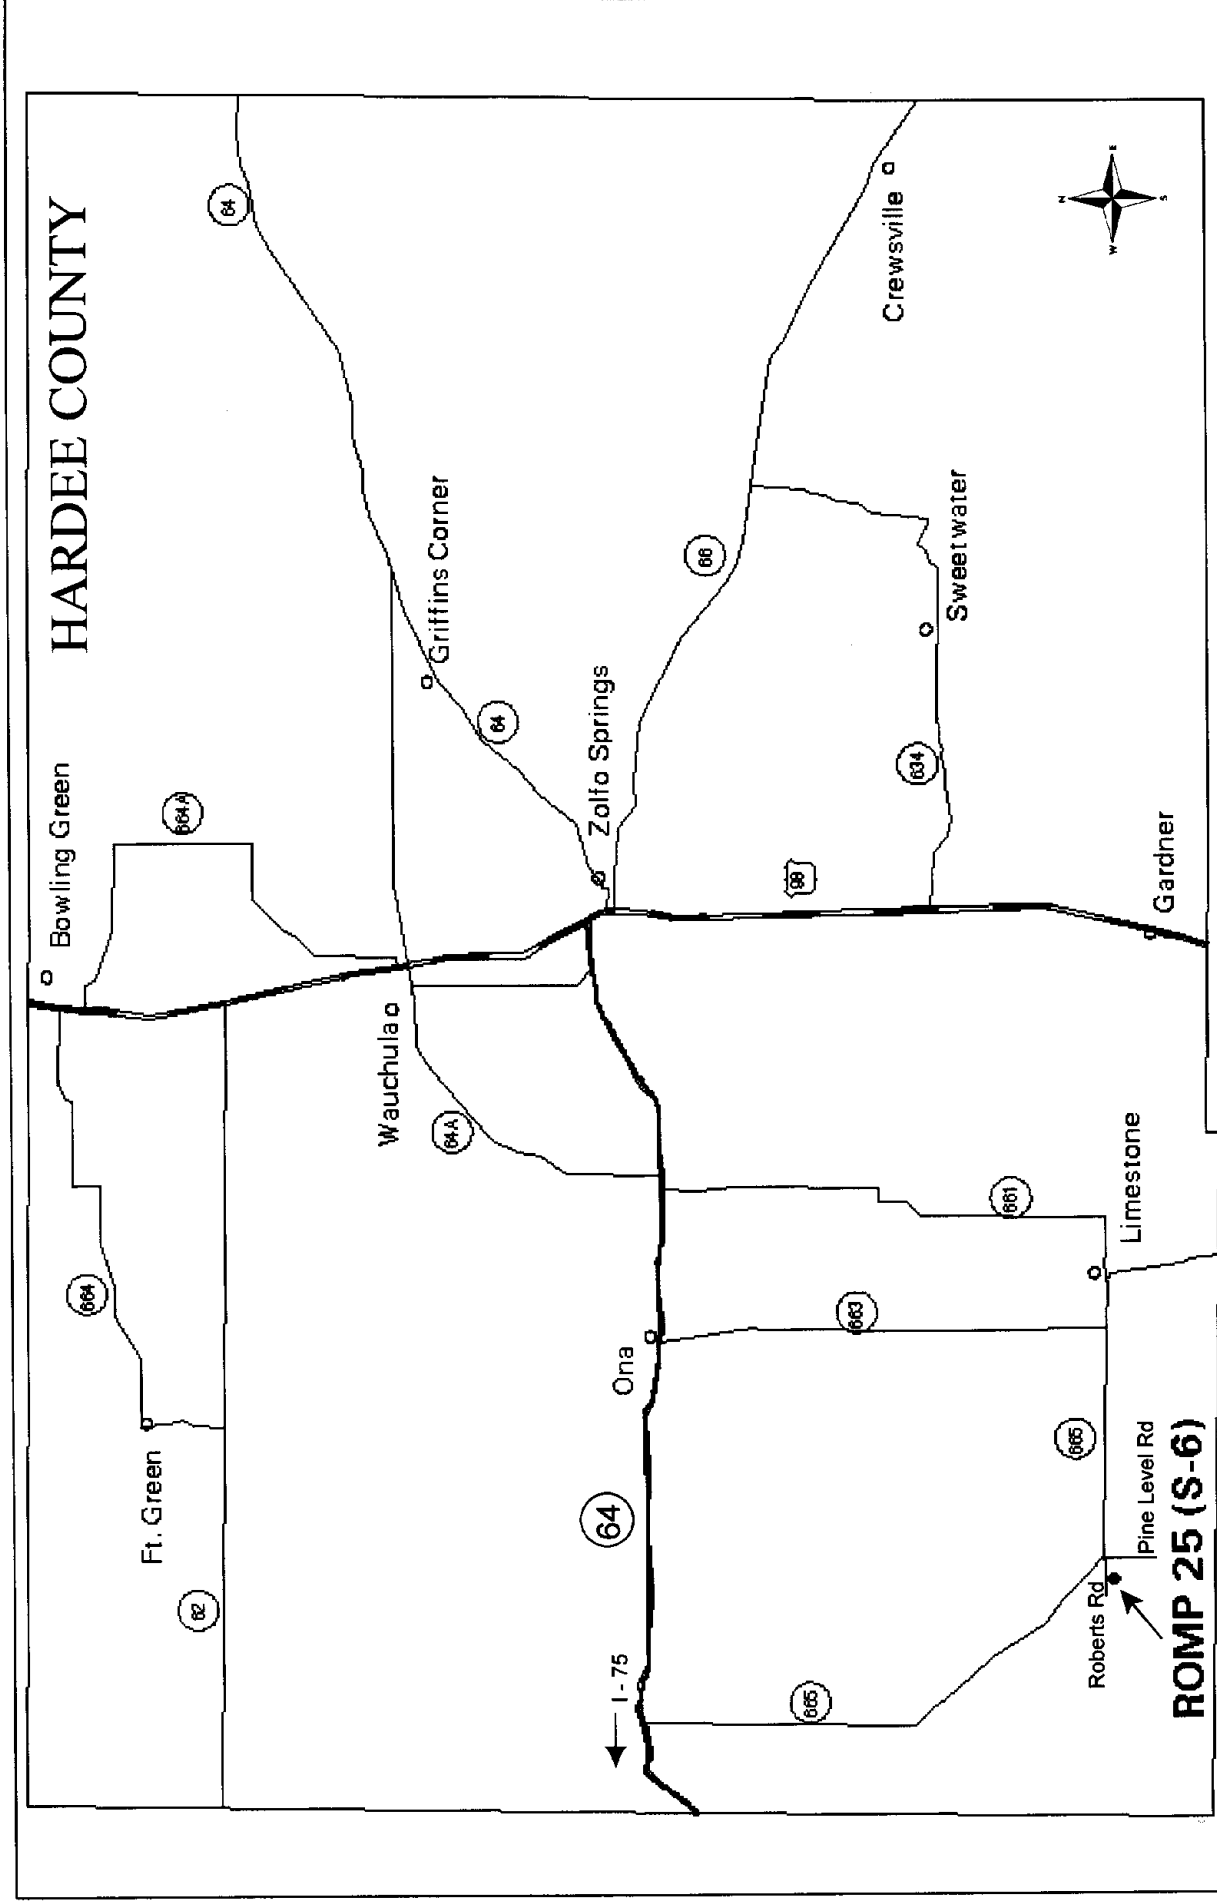 HARDEE COUNTY
Bowling Green
664A
64
664
Ft. Green
62
Wauchula
64A
Griffins Corner
64
Zolfo Springs
66
98
Crewsville
Sweetwater
634
Gardner
N
E
S
W
Ona
64
I - 75
661
663
Limestone
665
665
Pine Level Rd
Roberts Rd
ROMP 25 (S-6)